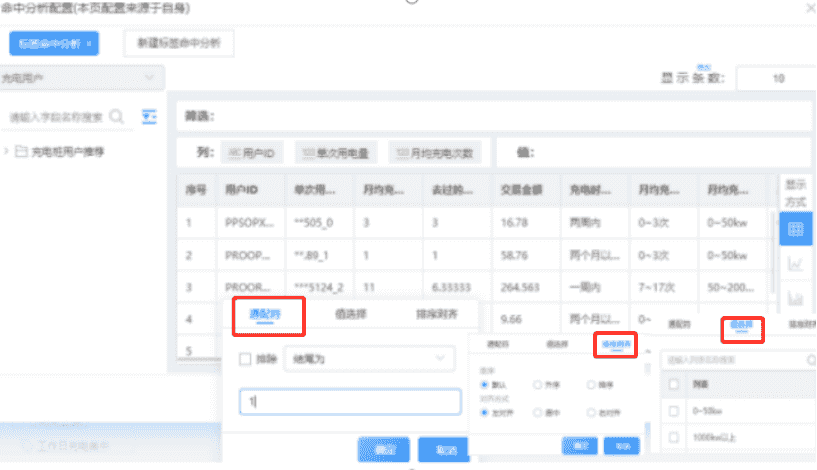 命中分析配置(本页配置来源于自身)
标签命中分析
新建标签命中分析
充电用户
显示条数:
10
请输入字段名称搜索
筛选:
充电桩用户推荐
列: ABC 用户ID 123 单次用电量 123 月均充电次数 值:
序号 用户ID 单次用... 月均充... 去过的... 交易金额 充电时... 月均充... 月均充...
显示方式
1 PPSOPX... **505_0 3 3 16.78 两周内 0~3次 0~50kw
2 PROOP... **.89_1 1 1 58.76 两个月以... 0~3次 0~50kw
3 PROOR... ***5124_2 11 6.33333 264.563 一周内 7~17次 50~200...
4 9.66 两个月以... 0~
5
通配符 值选择 排序对齐
排除 结尾为
1
确定 取消
通配符 值选择 排序对齐
排序
默认 升序 降序
对齐方式
左对齐 居中 右对齐
确定 取消
通配符 值选择 排序对齐
请输入列表名称搜索
列表
0~50kw
1000kw以上
工作日充电集中